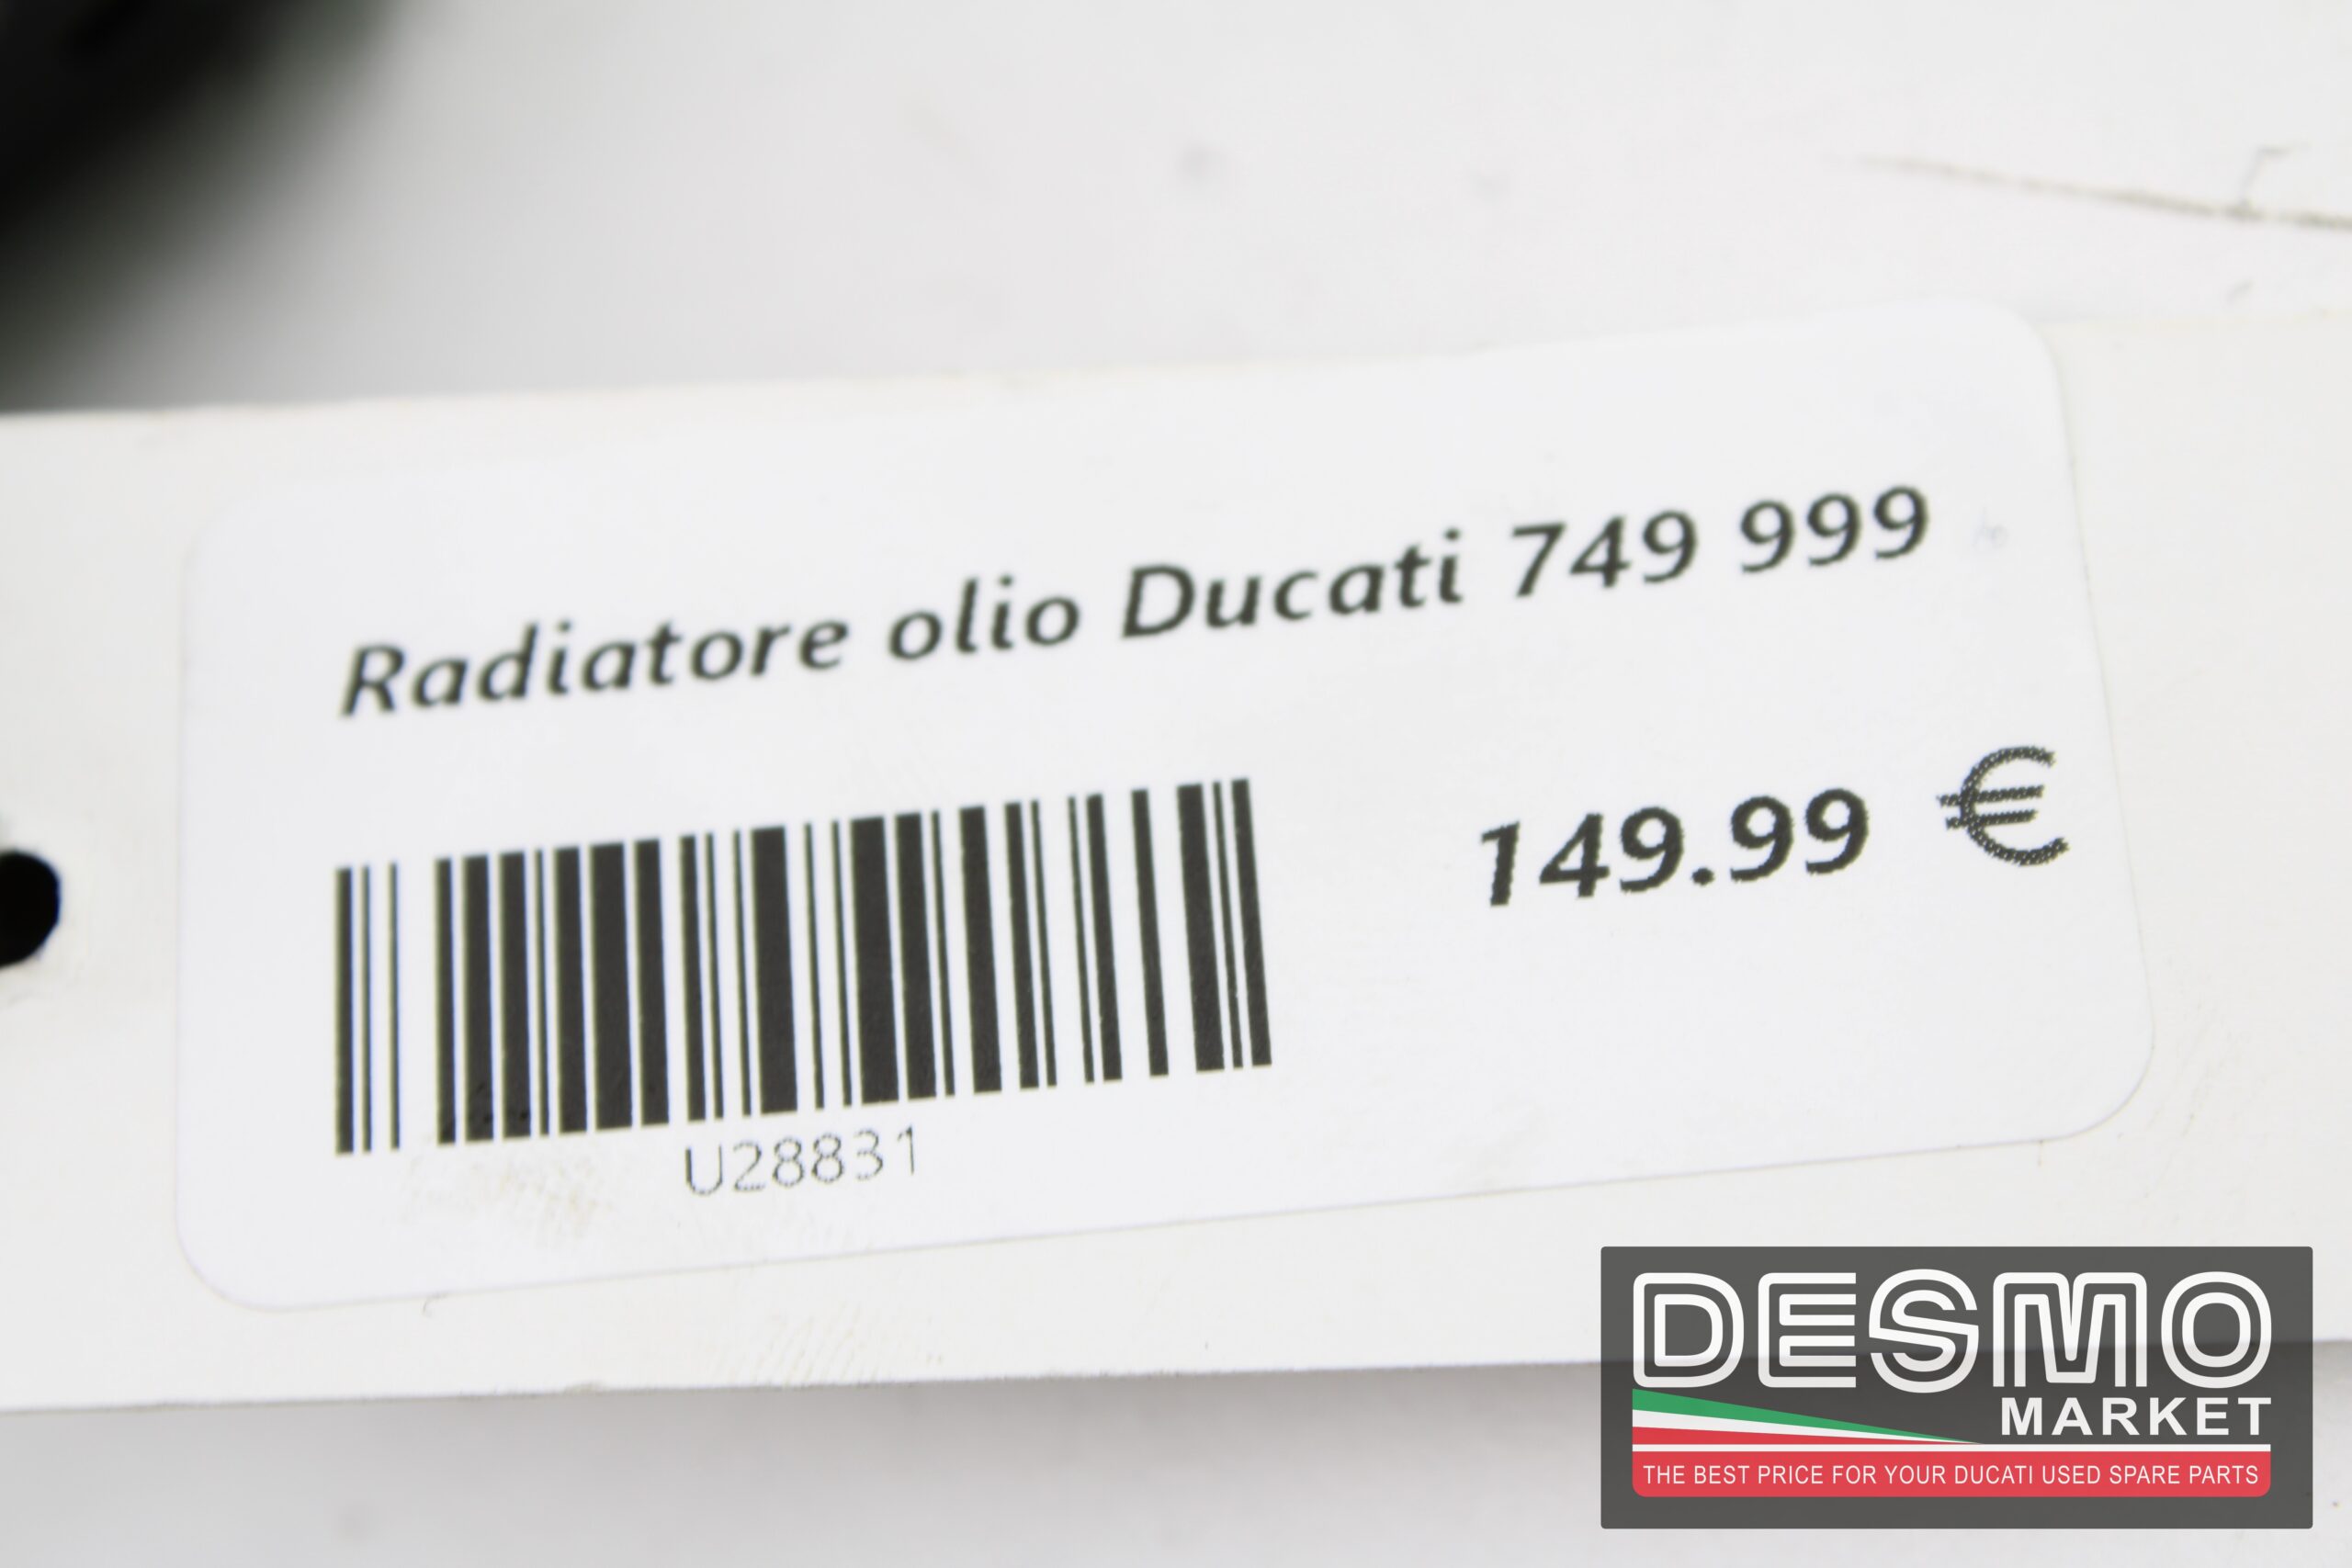 Radiatore olio Ducati 749 999
149.99 €
U28831
DESMO
MARKET
THE BEST PRICE FOR YOUR DUCATI USED SPARE PARTS